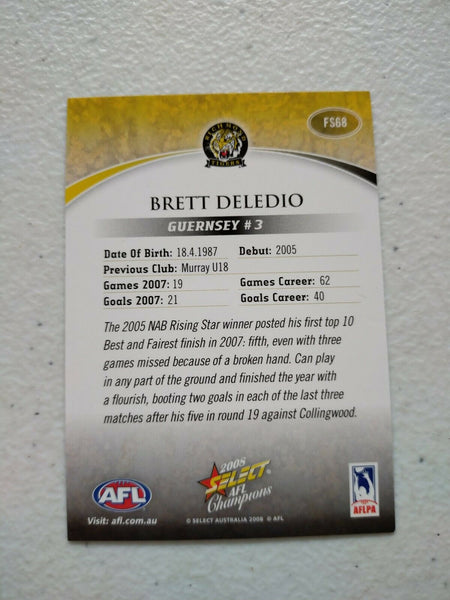 FS68
RICHMOND
TIGERS
BRETT DELEDIO
GUERNSEY #3
Date Of Birth: 18.4.1987 Debut: 2005
Previous Club: Murray U18
Games 2007: 19 Games Career: 62
Goals 2007: 21 Goals Career: 40
The 2005 NAB Rising Star winner posted his first top 10
Best and Fairest finish in 2007: fifth, even with three
games missed because of a broken hand. Can play
in any part of the ground and finished the year with
a flourish, booting two goals in each of the last three
matches after his five in round 19 against Collingwood.
2008
SELECT
AFL
Champions
AFL
AFLPA
Visit: afl.com.au
© SELECT AUSTRALIA 2008 © AFL